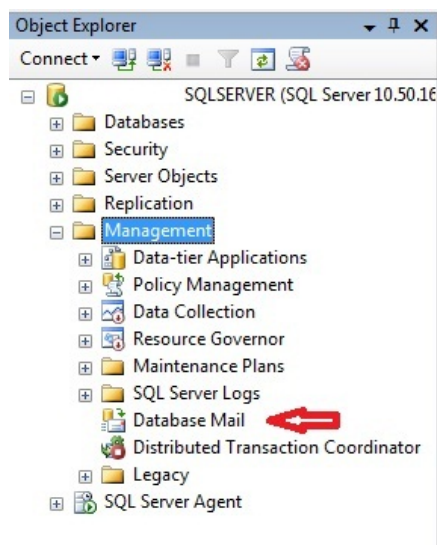 Object Explorer
Connect
SQLSERVER (SQL Server 10.50.16
Databases
Security
Server Objects
Replication
Management
Data-tier Applications
Policy Management
Data Collection
Resource Governor
Maintenance Plans
SQL Server Logs
Database Mail
Distributed Transaction Coordinator
Legacy
SQL Server Agent